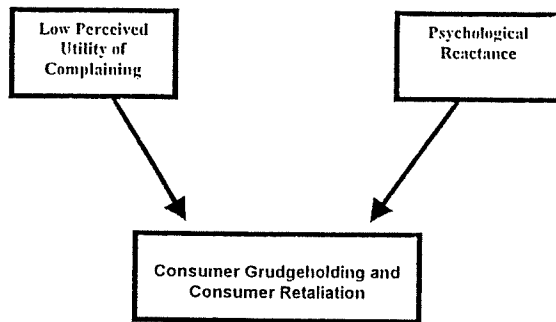 Low Perceived
Utility of
Complaining
Psychological
Reactance
Consumer Grudgeholding and
Consumer Retaliation